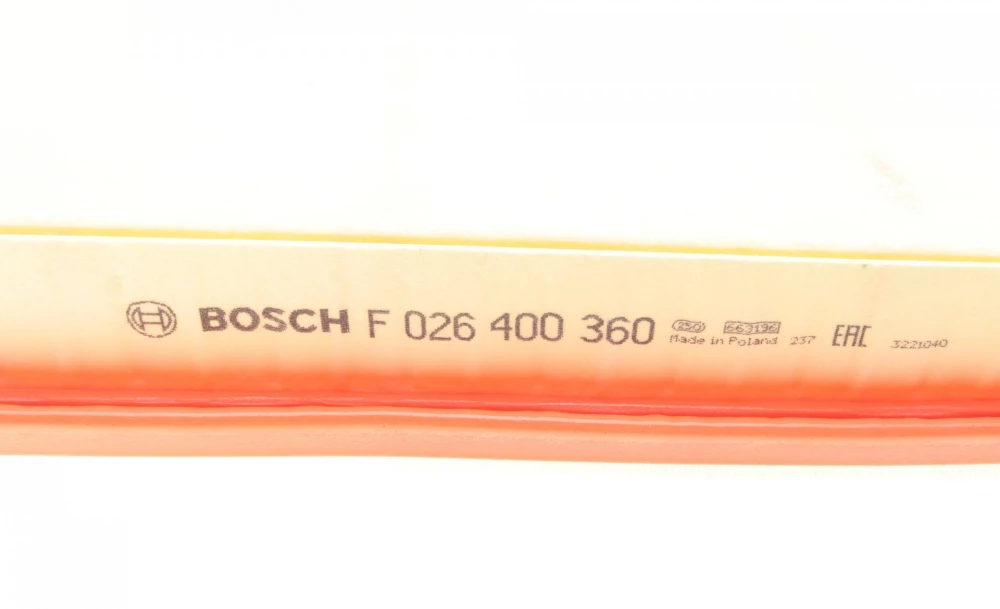 BOSCH F 026 400 360 250 663196
Made in Poland 237 EAC 3221040